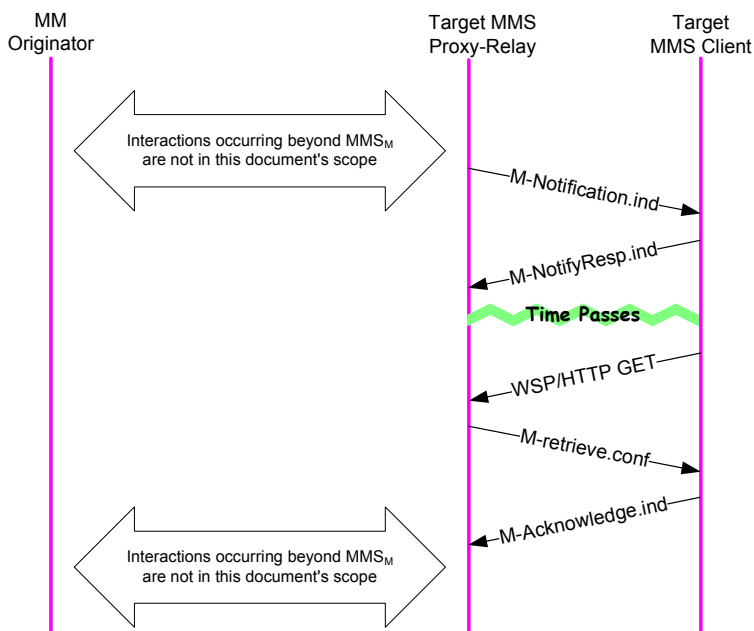 MM
Originator
Target MMS
Proxy-Relay
Target
MMS Client
Interactions occurring beyond MMSM
are not in this document's scope
M-Notification.ind
M-NotifyResp.ind
Time Passes
WSP/HTTP GET
M-retrieve.conf
M-Acknowledge.ind
Interactions occurring beyond MMSM
are not in this document's scope